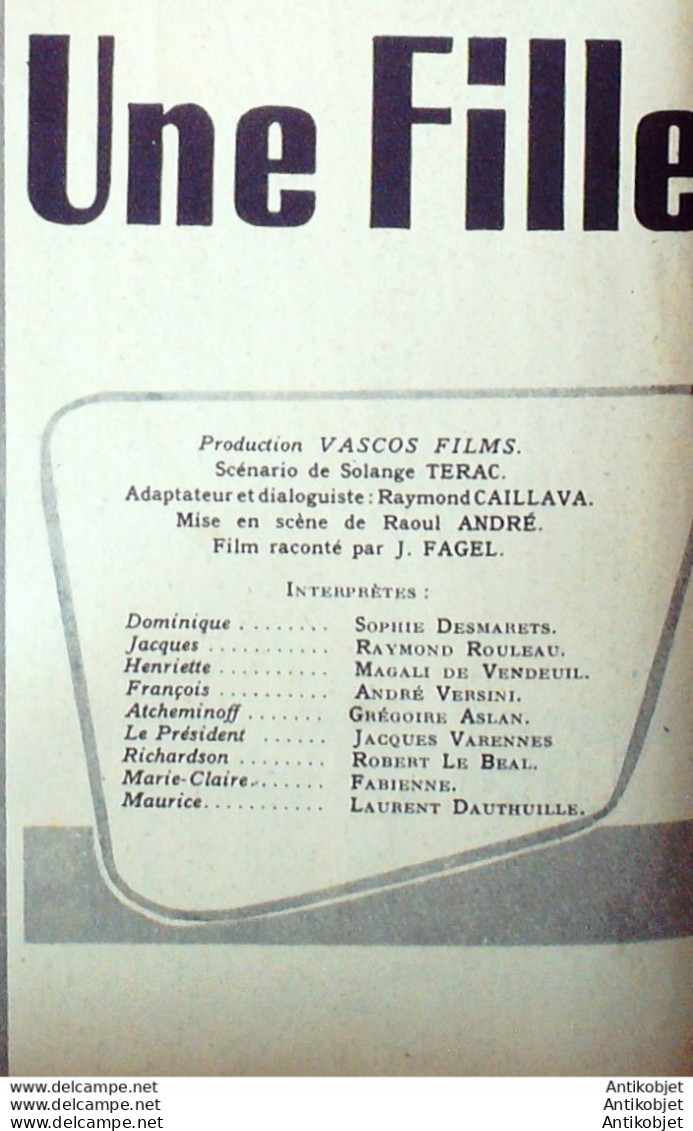 Une Fille
Production VASCOS FILMS.
Scénario de Solange TERAC.
Adaptateur et dialoguiste : Raymond CAILLAVA.
Mise en scène de Raoul ANDRÉ.
Film raconté par J. FAGEL.
INTERPRÈTES :
Dominique ........ SOPHIE DESMARETS.
Jacques ........... RAYMOND ROULEAU.
Henriette .......... MAGALI DE VENDEUIL.
François .......... ANDRÉ VERSINI.
Atcheminoff ....... GRÉGOIRE ASLAN.
Le Président ...... JACQUES VARENNES
Richardson ........ ROBERT LE BEAL.
Marie-Claire ....... FABIENNE.
Maurice ........... LAURENT DAUTHUILLE.
www.delcampe.net Antikobjet
www.delcampe.net Antikobjet
www.delcampe.net Antikobjet